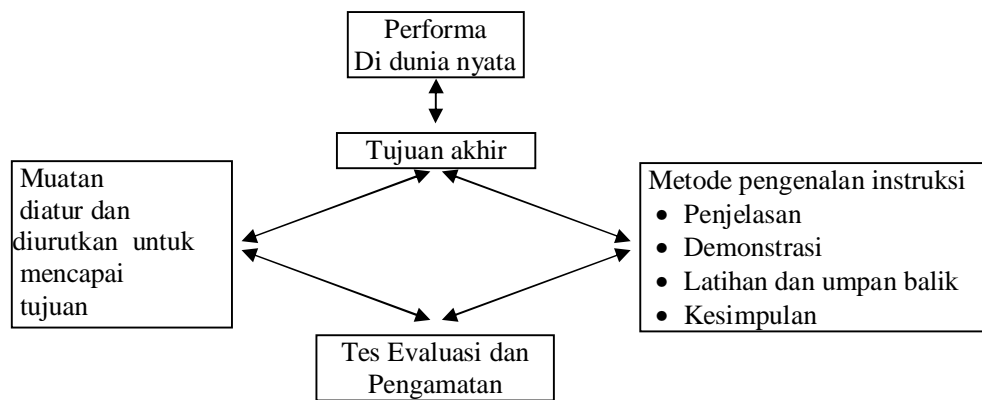 Performa
Di dunia nyata
Tujuan akhir
Muatan
diatur dan
diurutkan untuk
mencapai
tujuan
Metode pengenalan instruksi
• Penjelasan
• Demonstrasi
• Latihan dan umpan balik
• Kesimpulan
Tes Evaluasi dan
Pengamatan